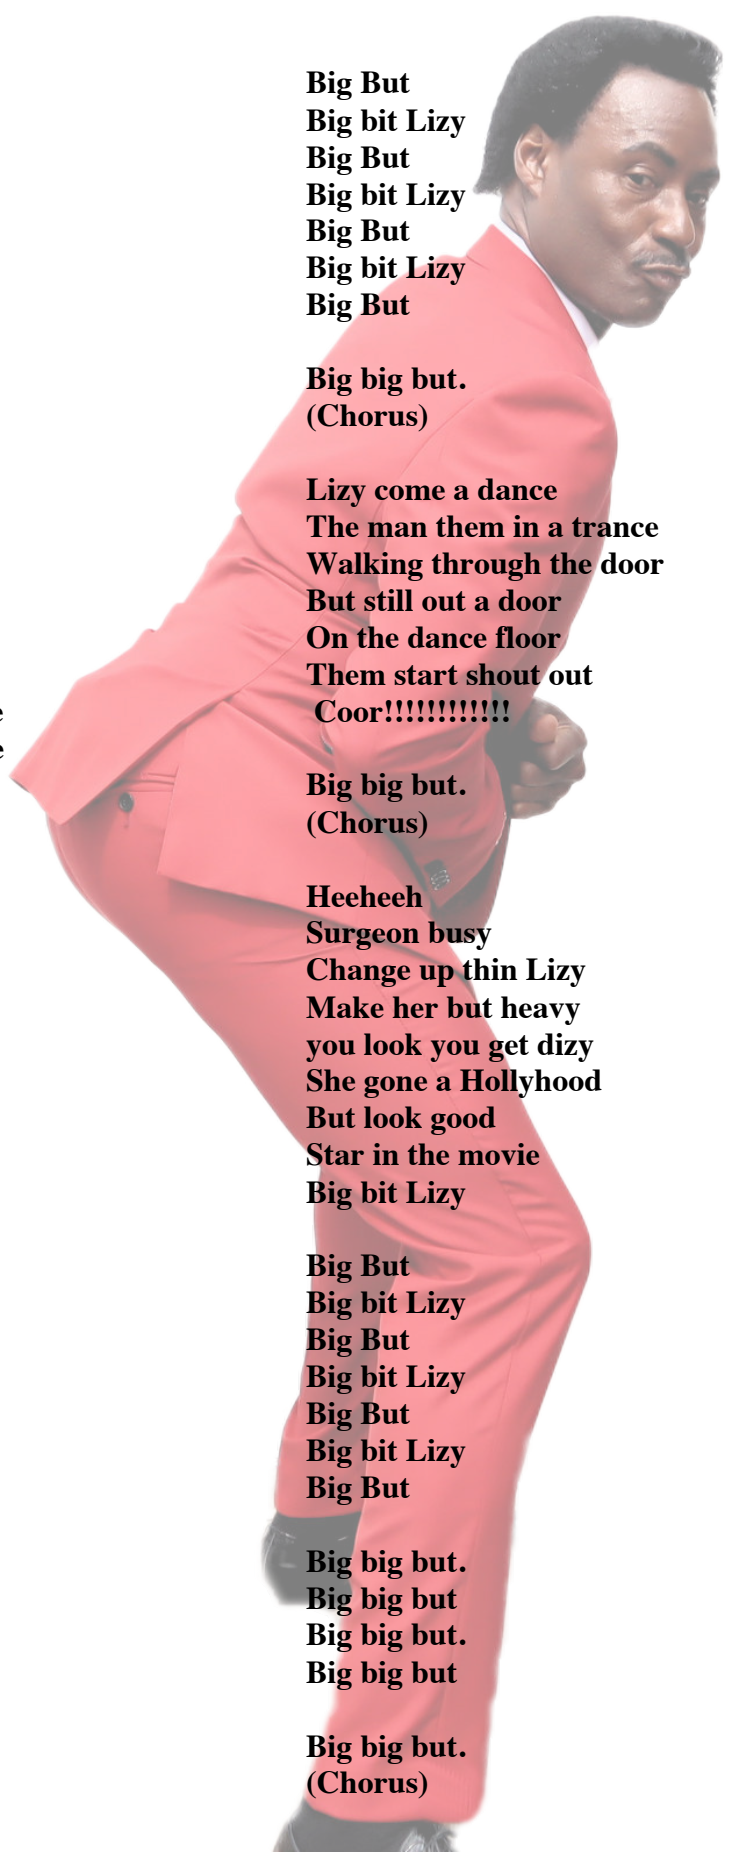 Big But
Big bit Lizy
Big But
Big bit Lizy
Big But
Big bit Lizy
Big But
Big big but.
(Chorus)
Lizy come a dance
The man them in a trance
Walking through the door
But still out a door
On the dance floor
Them start shout out
Coor!!!!!!!!!!!!
Big big but.
(Chorus)
Heeheeh
Surgeon busy
Change up thin Lizy
Make her but heavy
you look you get dizy
She gone a Hollyhood
But look good
Star in the movie
Big bit Lizy
Big But
Big bit Lizy
Big But
Big bit Lizy
Big But
Big bit Lizy
Big But
Big big but.
Big big but
Big big but.
Big big but
Big big but.
(Chorus)